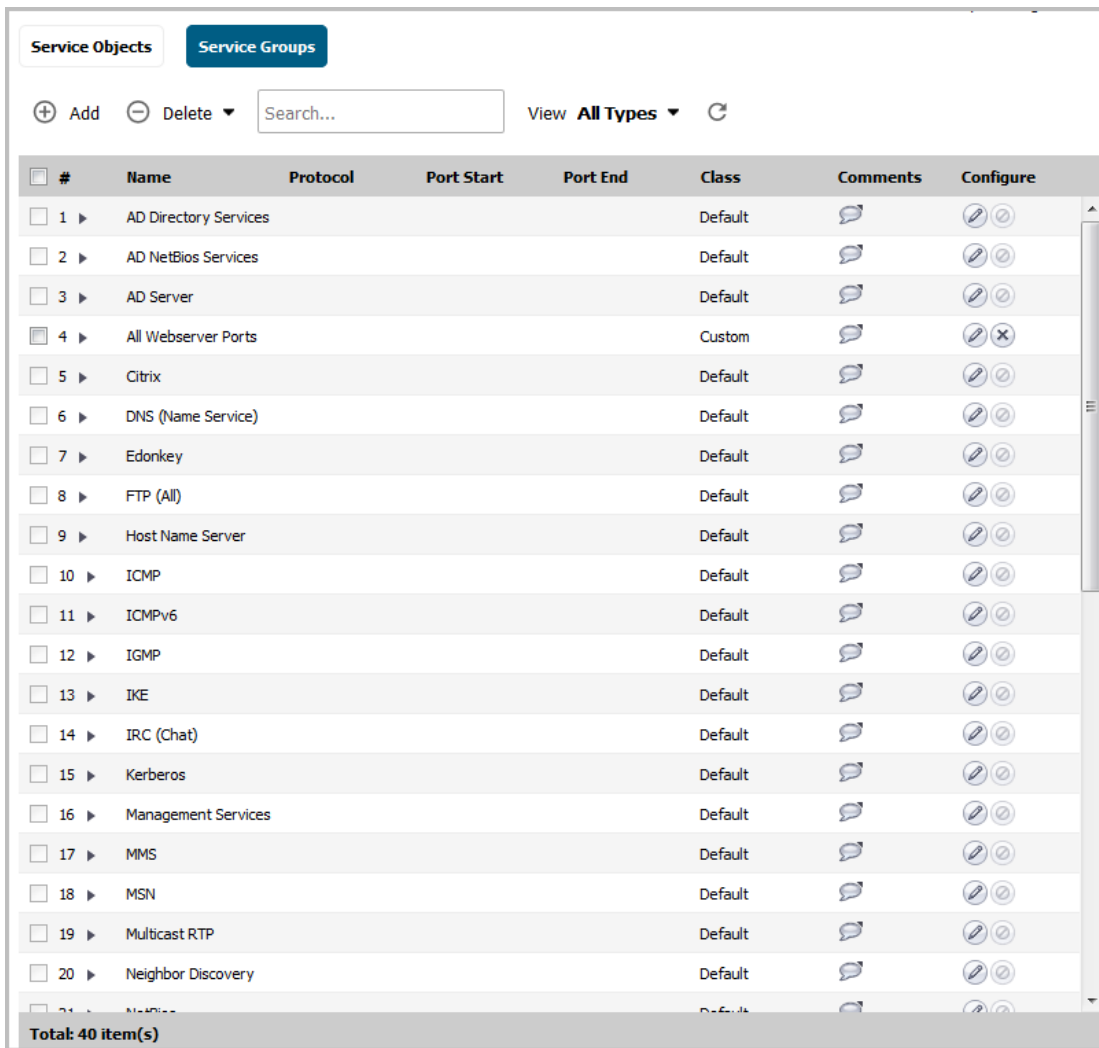 Service Objects Service Groups
Add Delete Search... View All Types
# Name Protocol Port Start Port End Class Comments Configure
1 AD Directory Services Default
2 AD NetBios Services Default
3 AD Server Default
4 All Webserver Ports Custom
5 Citrix Default
6 DNS (Name Service) Default
7 Edonkey Default
8 FTP (All) Default
9 Host Name Server Default
10 ICMP Default
11 ICMPv6 Default
12 IGMP Default
13 IKE Default
14 IRC (Chat) Default
15 Kerberos Default
16 Management Services Default
17 MMS Default
18 MSN Default
19 Multicast RTP Default
20 Neighbor Discovery Default
21 NetBios Default
Total: 40 item(s)